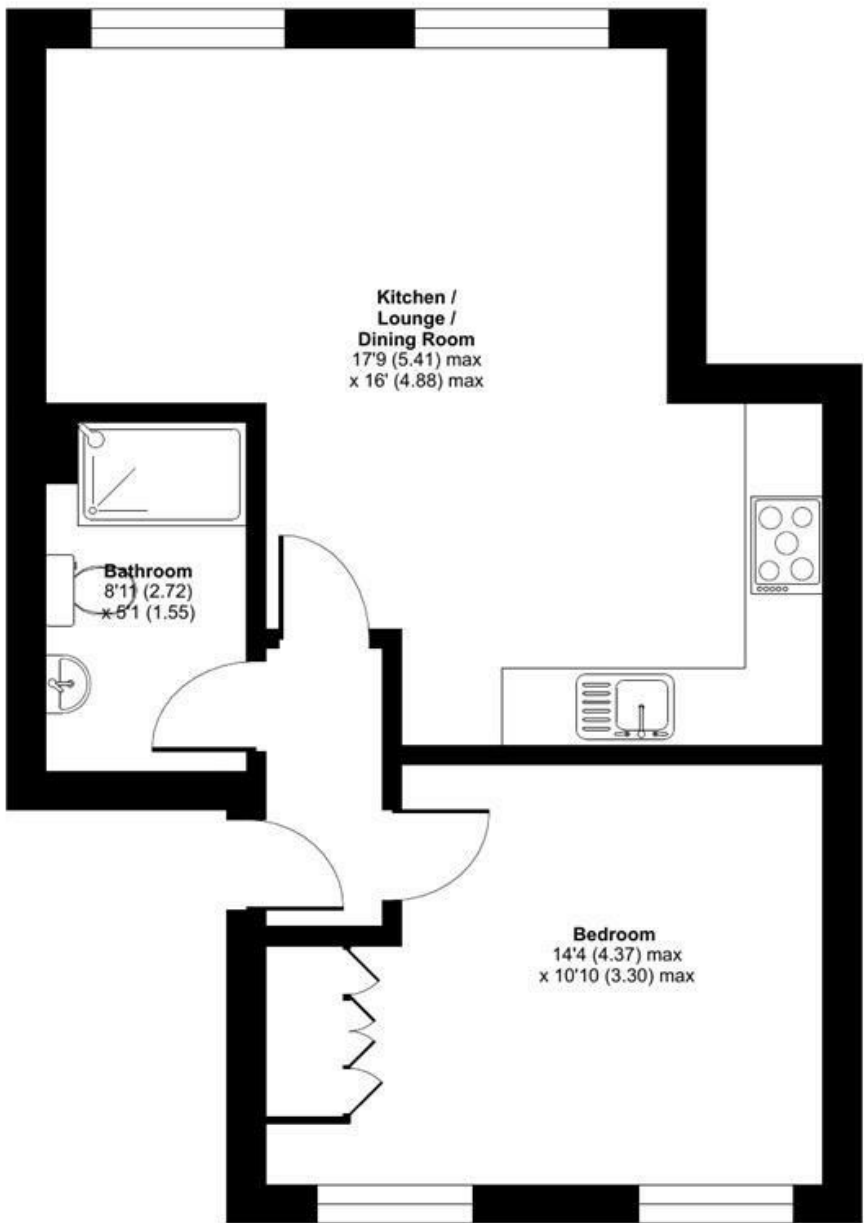 Kitchen /
Lounge /
Dining Room
17'9 (5.41) max
x 16' (4.88) max
Bathroom
8'11 (2.72)
x 5'1 (1.55)
Bedroom
14'4 (4.37) max
x 10'10 (3.30) max